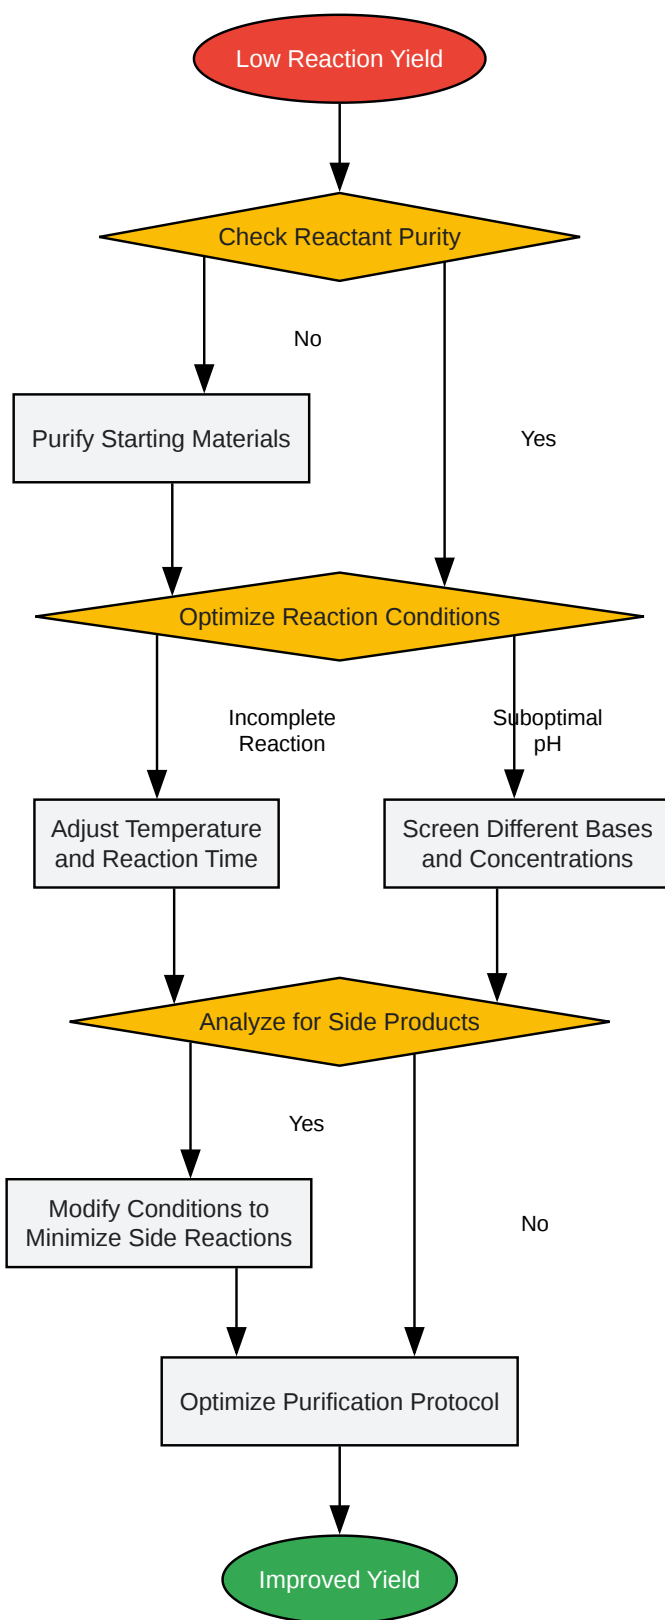 Low Reaction Yield
Check Reactant Purity
No
Purify Starting Materials
Yes
Optimize Reaction Conditions
Incomplete
Reaction
Suboptimal
pH
Adjust Temperature
and Reaction Time
Screen Different Bases
and Concentrations
Analyze for Side Products
Yes
Modify Conditions to
Minimize Side Reactions
No
Optimize Purification Protocol
Improved Yield